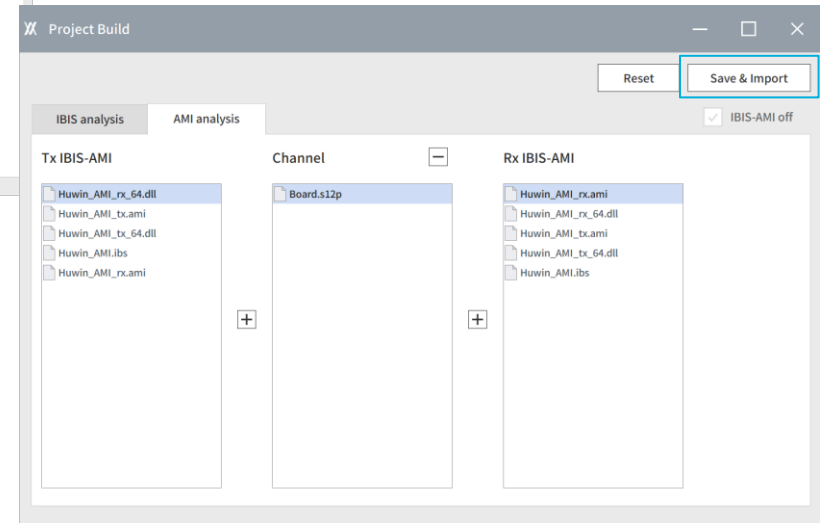 Project Build
Reset
Save & Import
IBIS analysis
AMI analysis
IBIS-AMI off
Tx IBIS-AMI
Channel
Rx IBIS-AMI
Huwin_AMI_rx_64.dll
Huwin_AMI_tx.ami
Huwin_AMI_tx_64.dll
Huwin_AMI.ibs
Huwin_AMI_rx.ami
Board.s12p
Huwin_AMI_rx.ami
Huwin_AMI_rx_64.dll
Huwin_AMI_tx.ami
Huwin_AMI_tx_64.dll
Huwin_AMI.ibs